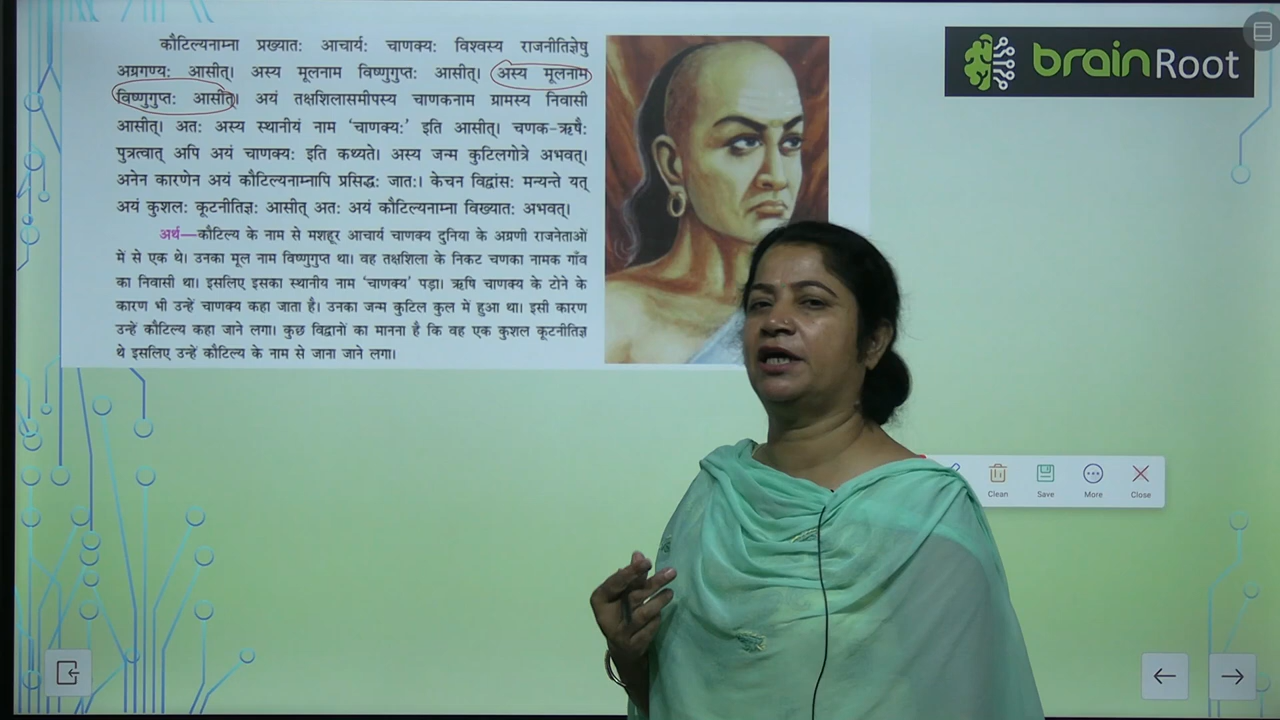 कौटिल्यनाम्ना प्रख्यातः आचार्यः चाणक्यः विश्वस्य राजनीतिज्ञेषु
अग्रगण्यः आसीत्। अस्य मूलनाम विष्णुगुप्तः आसीत्। अस्य मूलनाम
विष्णुगुप्तः आसीत्। अयं तक्षशिलासमीपस्य चाणकनाम ग्रामस्य निवासी
आसीत्। अतः अस्य स्थानीयं नाम ‘चाणक्यः’ इति आसीत्। चणक-ऋषैः
पुत्रत्वात् अपि अयं चाणक्यः इति कथ्यते। अस्य जन्म कुटिलगोत्रे अभवत्।
अनेन कारणेन अयं कौटिल्यनाम्नापि प्रसिद्धः जातः। केचन विद्वांसः मन्यन्ते यत्
अयं कुशलः कूटनीतिज्ञः आसीत् अतः अयं कौटिल्यनाम्ना विख्यातः अभवत्।
अर्थ—कौटिल्य के नाम से मशहूर आचार्य चाणक्य दुनिया के अग्रणी राजनेताओं
में से एक थे। उनका मूल नाम विष्णुगुप्त था। वह तक्षशिला के निकट चणका नामक गाँव
का निवासी था। इसलिए इसका स्थानीय नाम ‘चाणक्य’ पड़ा। ऋषि चाणक्य के टोने के
कारण भी उन्हें चाणक्य कहा जाता है। उनका जन्म कुटिल कुल में हुआ था। इसी कारण
उन्हें कौटिल्य कहा जाने लगा। कुछ विद्वानों का मानना है कि वह एक कुशल कूटनीतिज्ञ
थे इसलिए उन्हें कौटिल्य के नाम से जाना जाने लगा।
brainRoot
Clean Save More Close